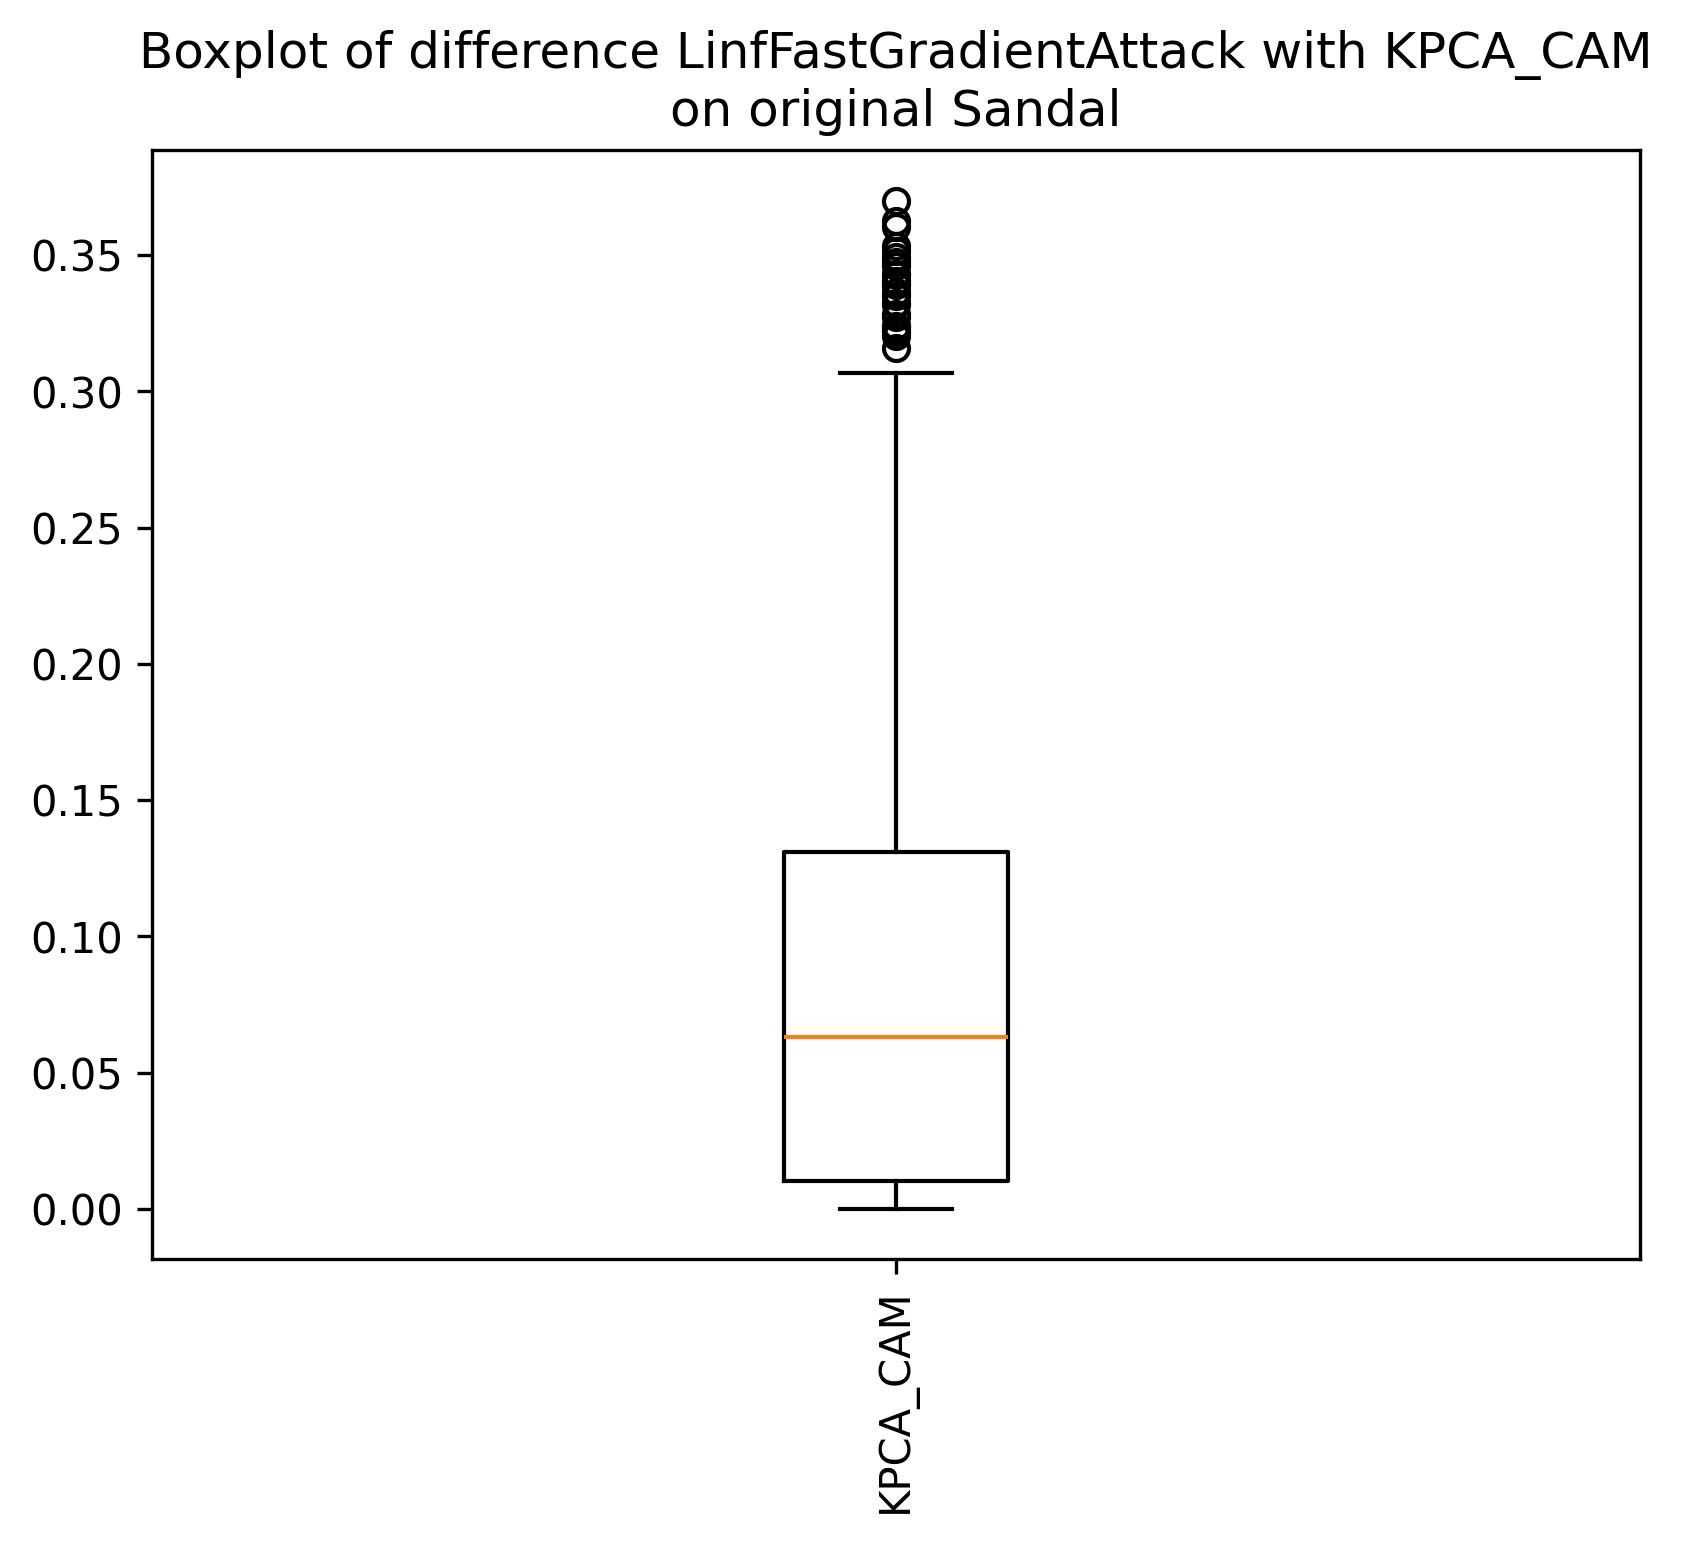 Boxplot of difference LinfFastGradientAttack with KPCA_CAM
on original Sandal
0.35
0.30
0.25
0.20
0.15
0.10
0.05
0.00
KPCA_CAM